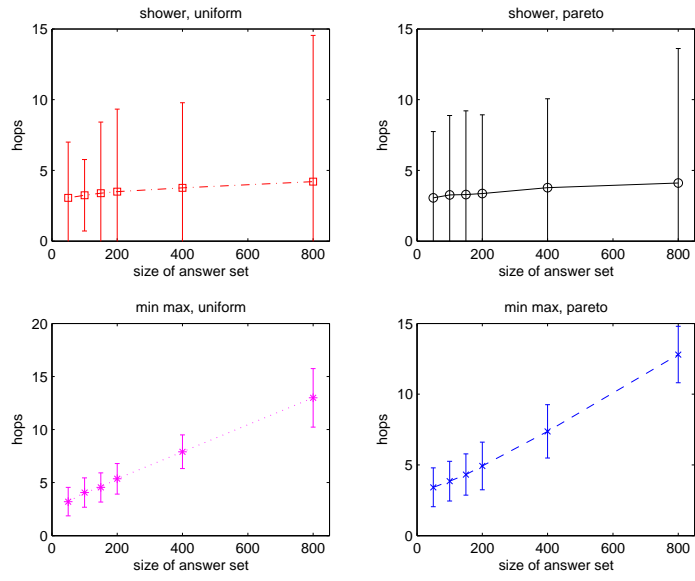 shower, uniform
15
10
5
0
hops
0 200 400 600 800
size of answer set
shower, pareto
15
10
5
0
hops
0 200 400 600 800
size of answer set
min max, uniform
20
15
10
5
0
hops
0 200 400 600 800
size of answer set
min max, pareto
15
10
5
0
hops
0 200 400 600 800
size of answer set